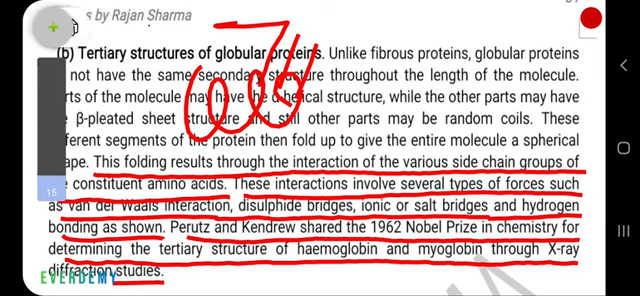 s by Rajan Sharma
(b) Tertiary structures of globular proteins. Unlike fibrous proteins, globular proteins
not have the same secondary structure throughout the length of the molecule.
rts of the molecule may have the α-helical structure, while the other parts may have
e β-pleated sheet structure and still other parts may be random coils. These
ferent segments of the protein then fold up to give the entire molecule a spherical
ape. This folding results through the interaction of the various side chain groups of
e constituent amino acids. These interactions involve several types of forces such
15
as van der Waals interaction, disulphide bridges, ionic or salt bridges and hydrogen
bonding as shown. Perutz and Kendrew shared the 1962 Nobel Prize in chemistry for
determining the tertiary structure of haemoglobin and myoglobin through X-ray
diffraction studies.
EVERDEMY